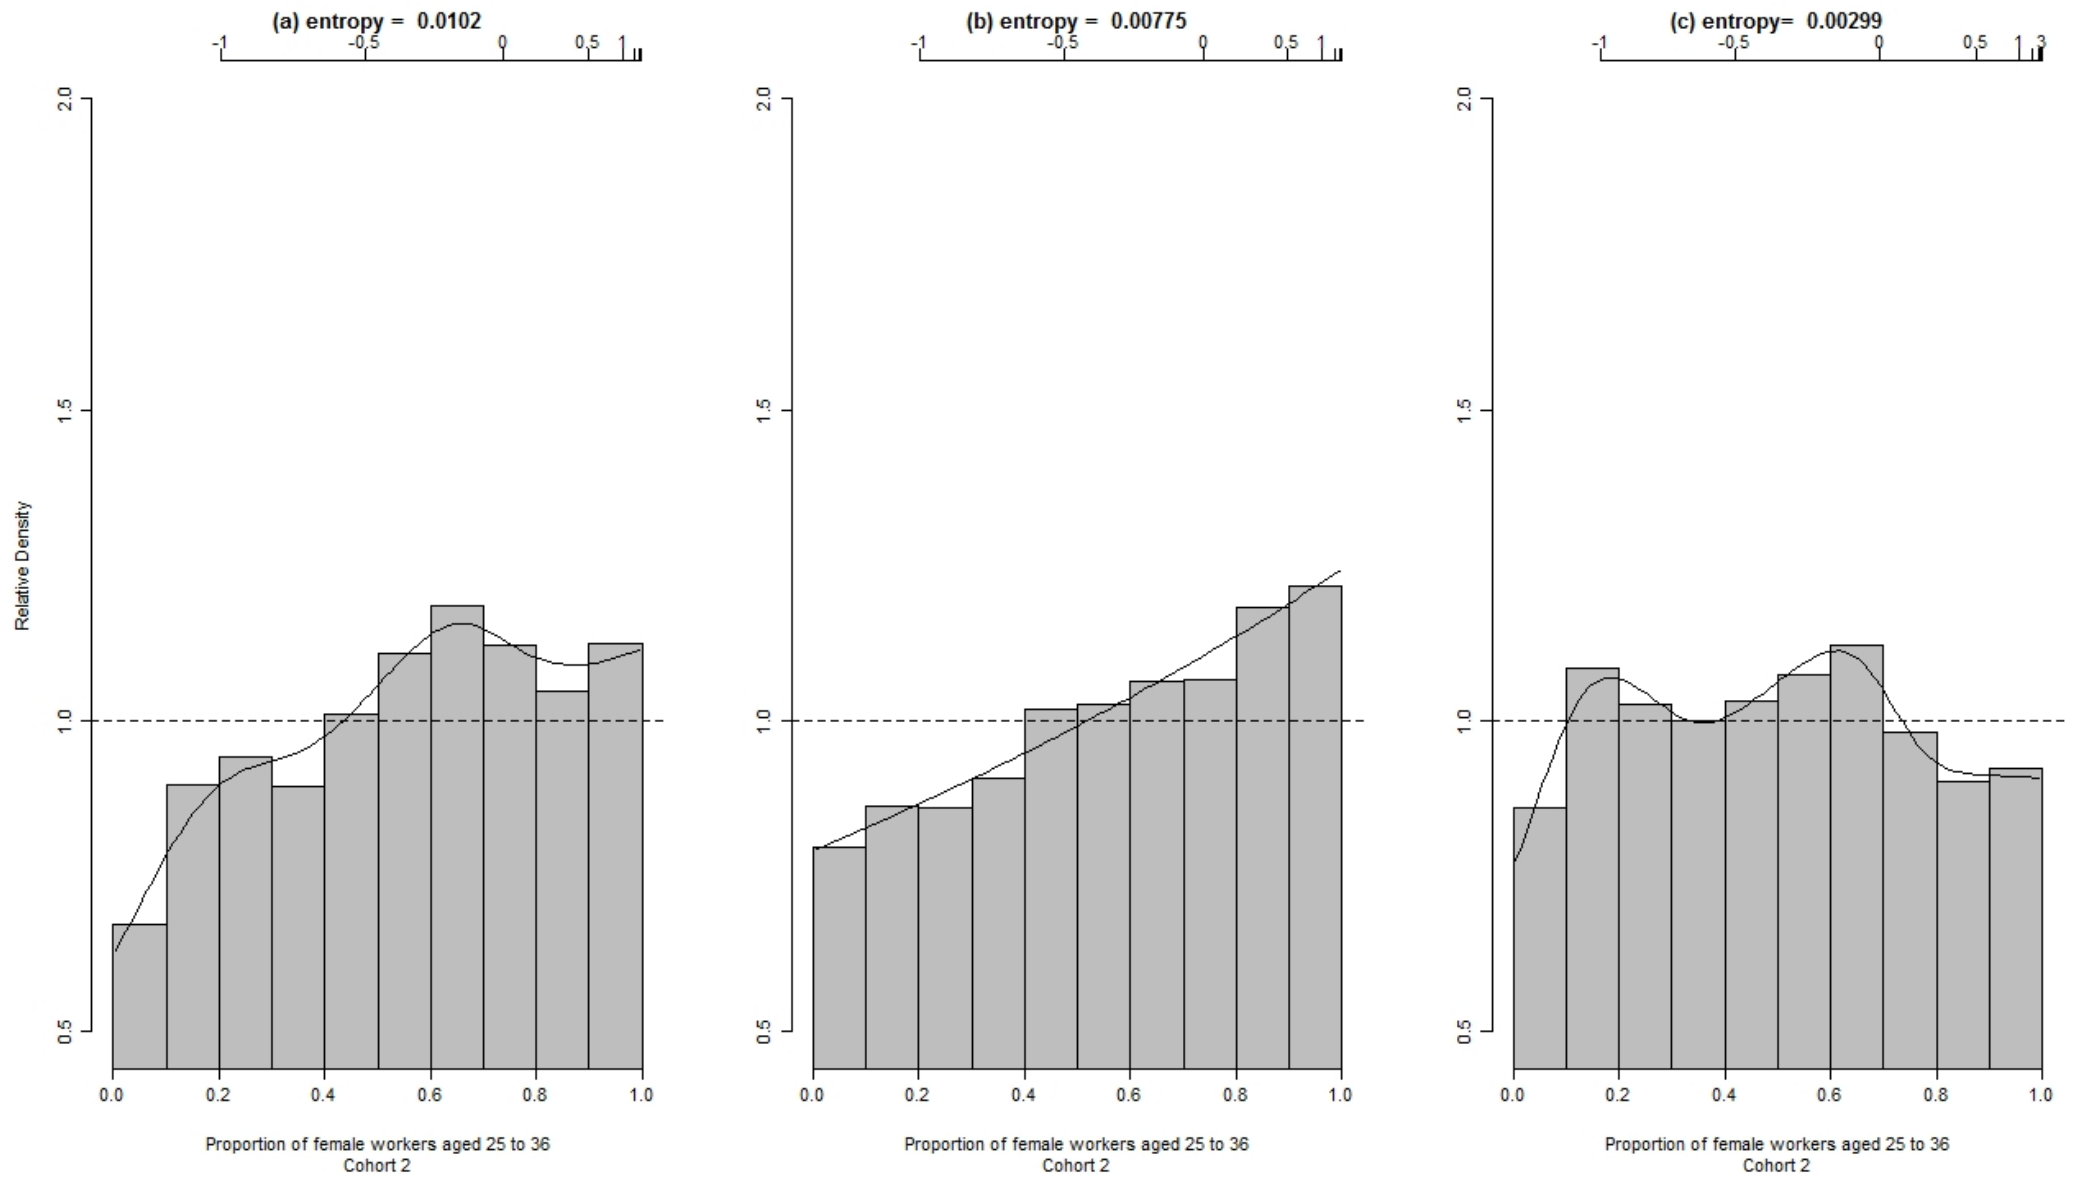 (a) entropy = 0.0102
-1 -0.5 0 0.5 1
2.0
1.5
1.0
0.5
Relative Density
0.0 0.2 0.4 0.6 0.8 1.0
Proportion of female workers aged 25 to 36
Cohort 2
(b) entropy = 0.00775
-1 -0.5 0 0.5 1
2.0
1.5
1.0
0.5
0.0 0.2 0.4 0.6 0.8 1.0
Proportion of female workers aged 25 to 36
Cohort 2
(c) entropy= 0.00299
-1 -0.5 0 0.5 1 3
2.0
1.5
1.0
0.5
0.0 0.2 0.4 0.6 0.8 1.0
Proportion of female workers aged 25 to 36
Cohort 2